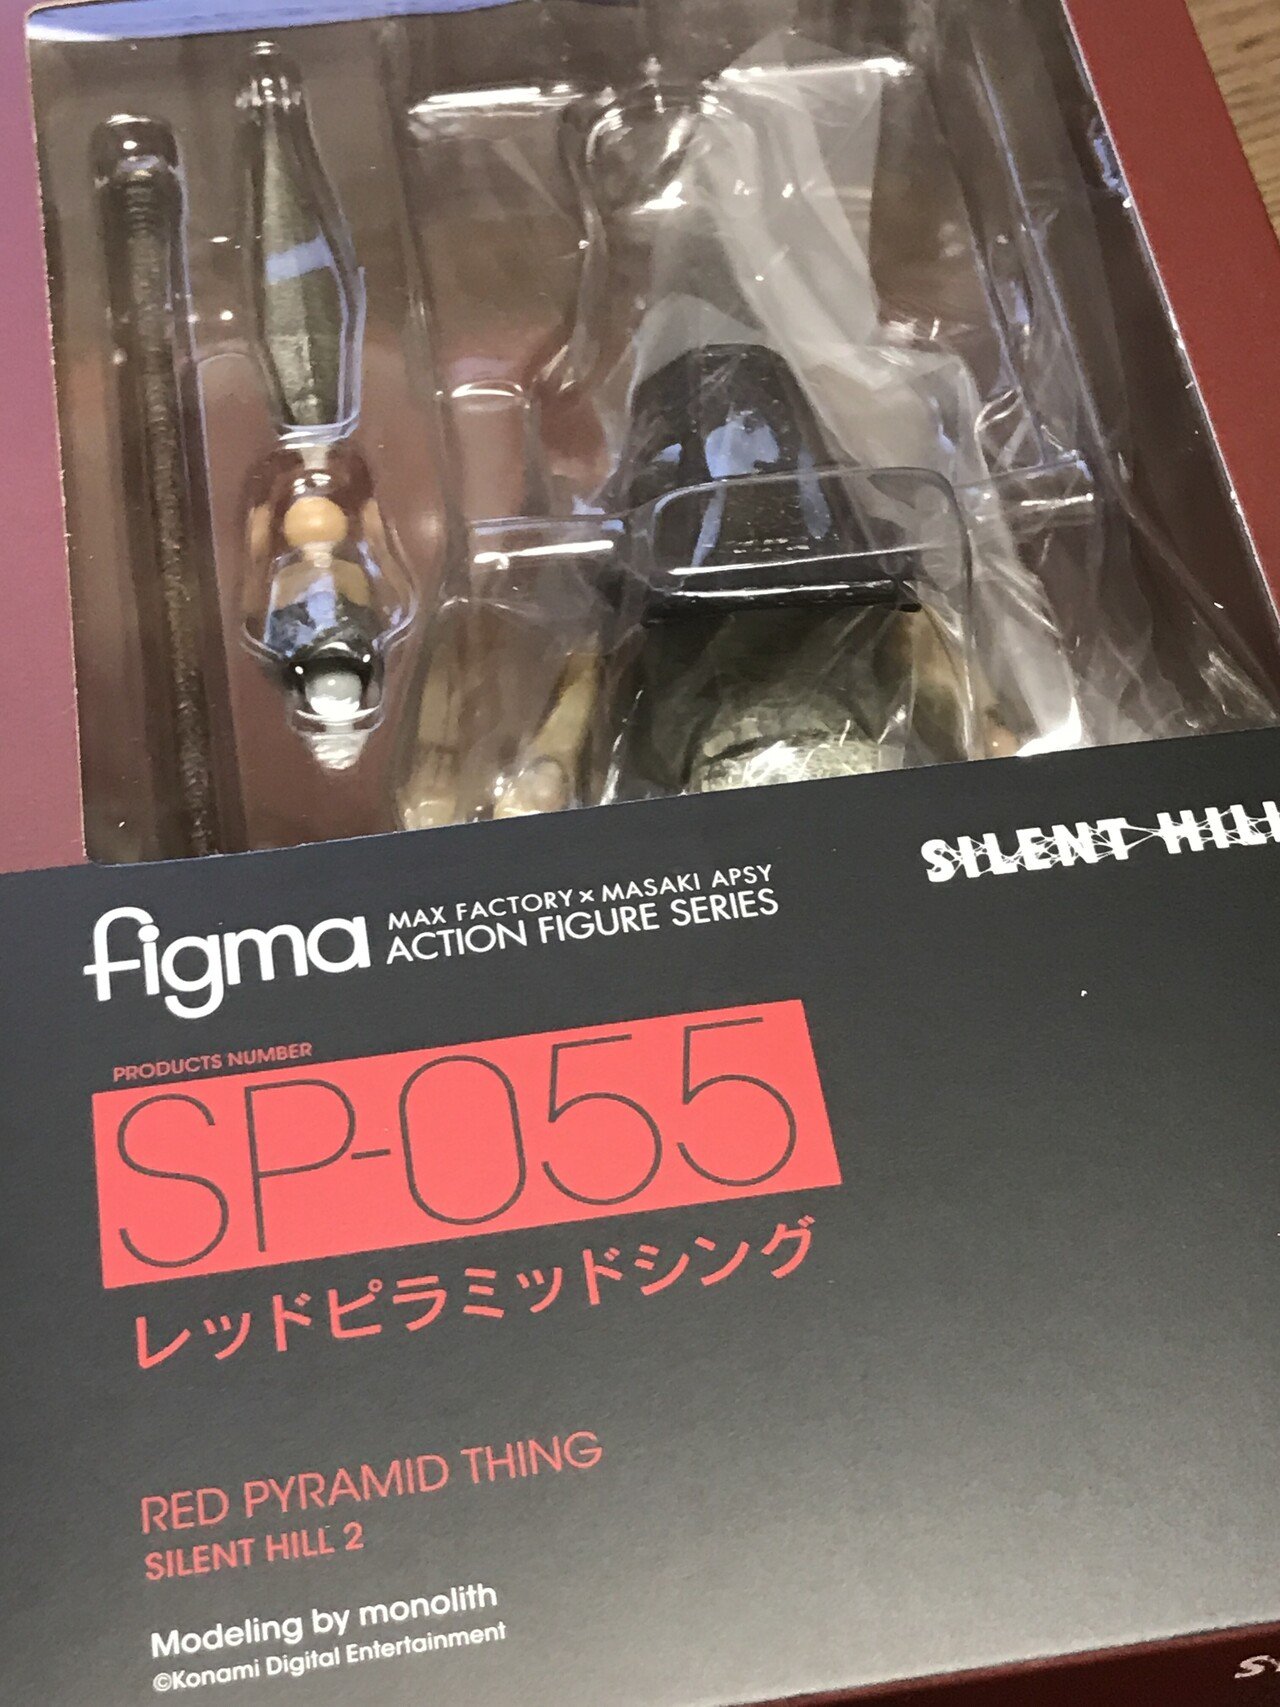 SILENT HILL
figma
MAX FACTORY × MASAKI APSY
ACTION FIGURE SERIES
PRODUCTS NUMBER
SP-055
レッドピラミッドシング
RED PYRAMID THING
SILENT HILL 2
Modeling by monolith
©Konami Digital Entertainment